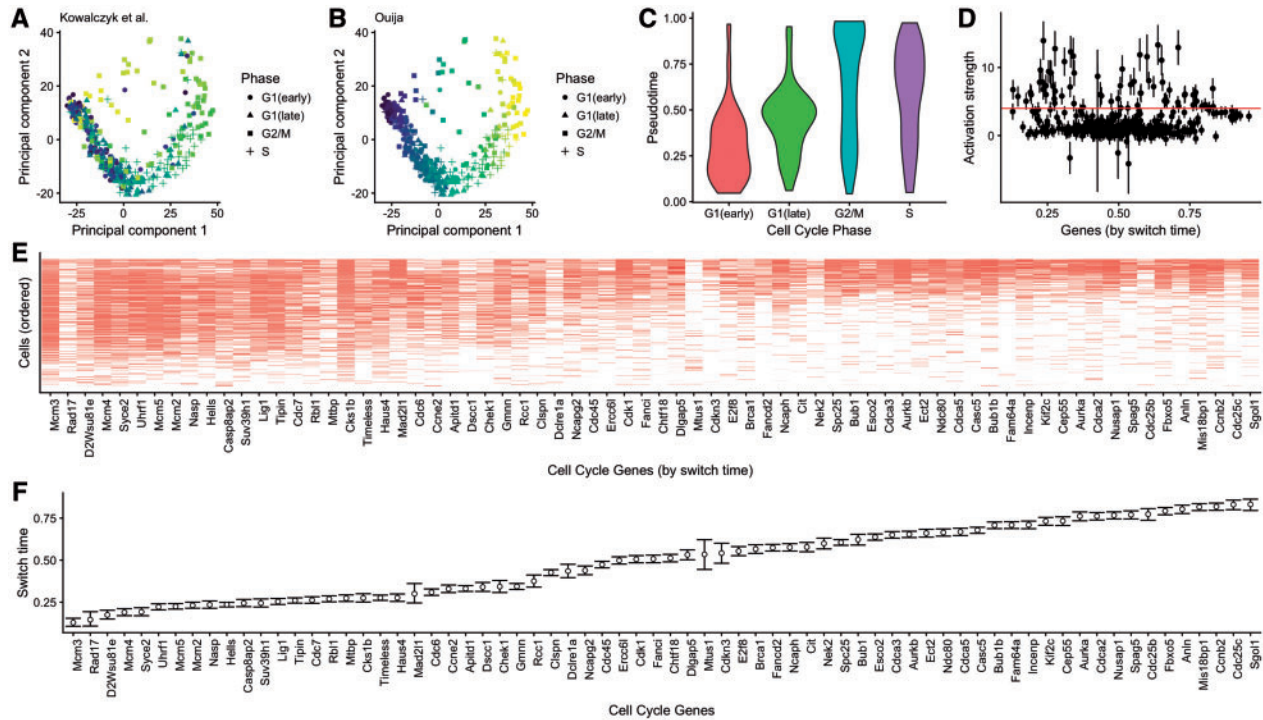 A
Kowalczyk et al.
Principal component 2
40
20
0
-20
-25
0
25
50
Principal component 1
Phase
G1(early)
G1(late)
G2/M
S
B
Ouija
Principal component 2
40
20
0
-20
-25
0
25
50
Principal component 1
Phase
G1(early)
G1(late)
G2/M
S
C
Pseudotime
1.00
0.75
0.50
0.25
0.00
G1(early)
G1(late)
G2/M
S
Cell Cycle Phase
D
Activation strength
10
0
0.25
0.50
0.75
Genes (by switch time)
E
Cells (ordered)
Mcm3
Rad17
D2Wsu81e
Mcm4
Syce2
Uhrf1
Mcm5
Mcm2
Nasp
Hells
Casp8ap2
Suv39h1
Lig1
Tipin
Cdc7
Rbl1
Mtbp
Cks1b
Timeless
Haus4
Mad2l1
Cdc6
Ccne2
Apitd1
Dscc1
Chek1
Gmnn
Rcc1
Clspn
Dclre1a
Ncapg2
Cdc45
Ercc6l
Cdk1
Fanci
Chtf18
Dlgap5
Mtus1
Cdkn3
E2f8
Brca1
Fancd2
Ncaph
Cit
Nek2
Spc25
Bub1
Esco2
Cdca3
Aurkb
Ect2
Ndc80
Cdca5
Casc5
Bub1b
Fam64a
Incenp
Kif2c
Cep55
Aurka
Cdca2
Nusap1
Spag5
Cdc25b
Fbxo5
Anln
Mis18bp1
Ccnb2
Cdc25c
Sgol1
Cell Cycle Genes (by switch time)
F
Switch time
0.75
0.50
0.25
Mcm3
Rad17
D2Wsu81e
Mcm4
Syce2
Uhrf1
Mcm5
Mcm2
Nasp
Hells
Casp8ap2
Suv39h1
Lig1
Tipin
Cdc7
Rbl1
Mtbp
Cks1b
Timeless
Haus4
Mad2l1
Cdc6
Ccne2
Apitd1
Dscc1
Chek1
Gmnn
Rcc1
Clspn
Dclre1a
Ncapg2
Cdc45
Ercc6l
Cdk1
Fanci
Chtf18
Dlgap5
Mtus1
Cdkn3
E2f8
Brca1
Fancd2
Ncaph
Cit
Nek2
Spc25
Bub1
Esco2
Cdca3
Aurkb
Ect2
Ndc80
Cdca5
Casc5
Bub1b
Fam64a
Incenp
Kif2c
Cep55
Aurka
Cdca2
Nusap1
Spag5
Cdc25b
Fbxo5
Anln
Mis18bp1
Ccnb2
Cdc25c
Sgol1
Cell Cycle Genes